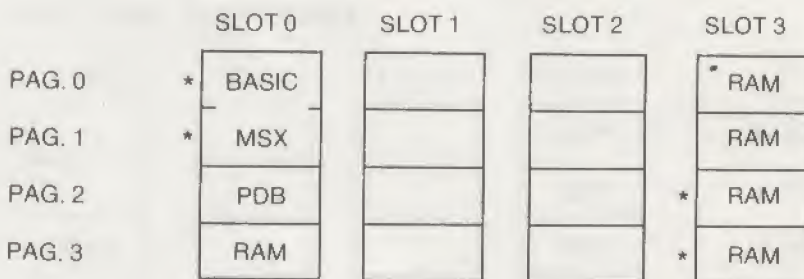 SLOT 0 SLOT 1 SLOT 2 SLOT 3
PAG. 0 * BASIC RAM
PAG. 1 * MSX RAM
PAG. 2 PDB * RAM
PAG. 3 RAM * RAM